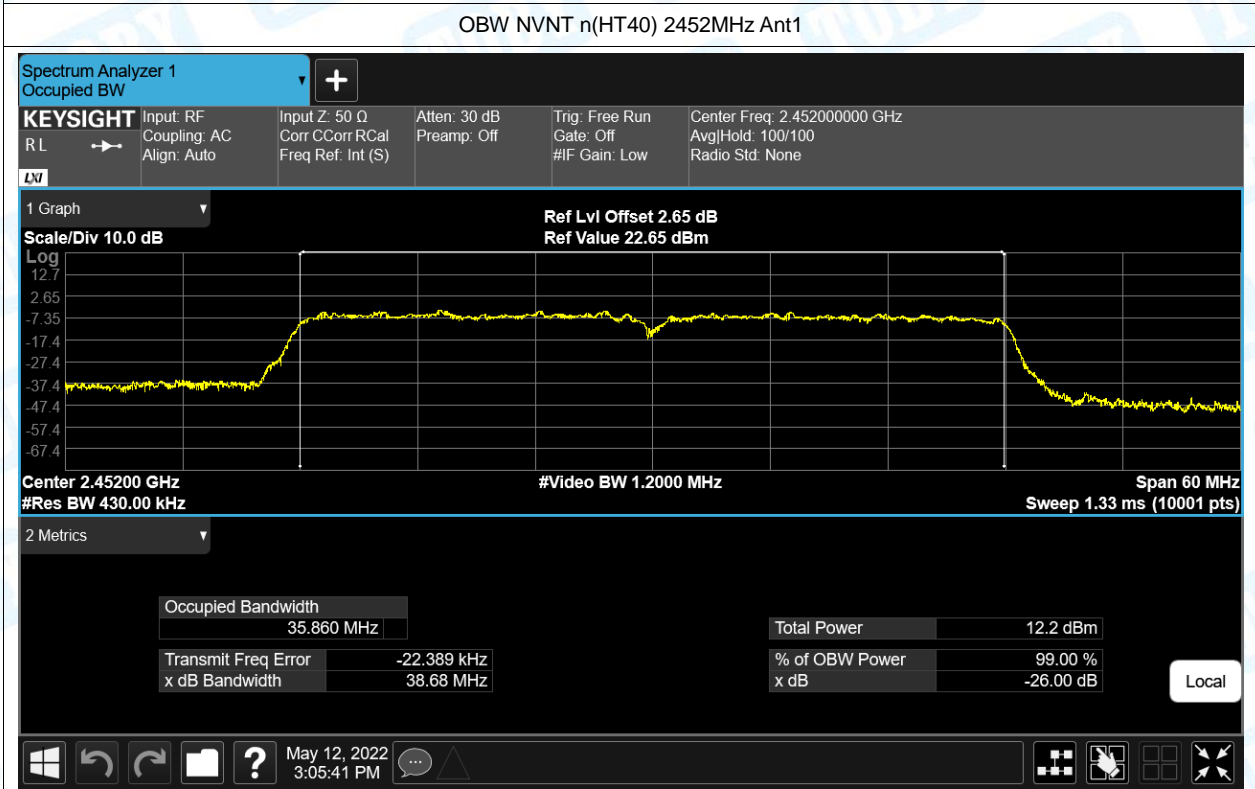 OBW NVNT n(HT40) 2452MHz Ant1
Spectrum Analyzer 1
Occupied BW
KEYSIGHT
RL
LXI
Input: RF
Coupling: AC
Align: Auto
Input Z: 50 Ω
Corr CCorr RCal
Freq Ref: Int (S)
Atten: 30 dB
Preamp: Off
Trig: Free Run
Gate: Off
#IF Gain: Low
Center Freq: 2.452000000 GHz
Avg|Hold: 100/100
Radio Std: None
1 Graph
Scale/Div 10.0 dB
Ref Lvl Offset 2.65 dB
Ref Value 22.65 dBm
Log
12.7
2.65
-7.35
-17.4
-27.4
-37.4
-47.4
-57.4
-67.4
Center 2.45200 GHz
#Video BW 1.2000 MHz
Span 60 MHz
#Res BW 430.00 kHz
Sweep 1.33 ms (10001 pts)
2 Metrics
Occupied Bandwidth
35.860 MHz
Total Power 12.2 dBm
Transmit Freq Error -22.389 kHz
% of OBW Power 99.00 %
x dB Bandwidth 38.68 MHz
x dB -26.00 dB
Local
May 12, 2022
3:05:41 PM